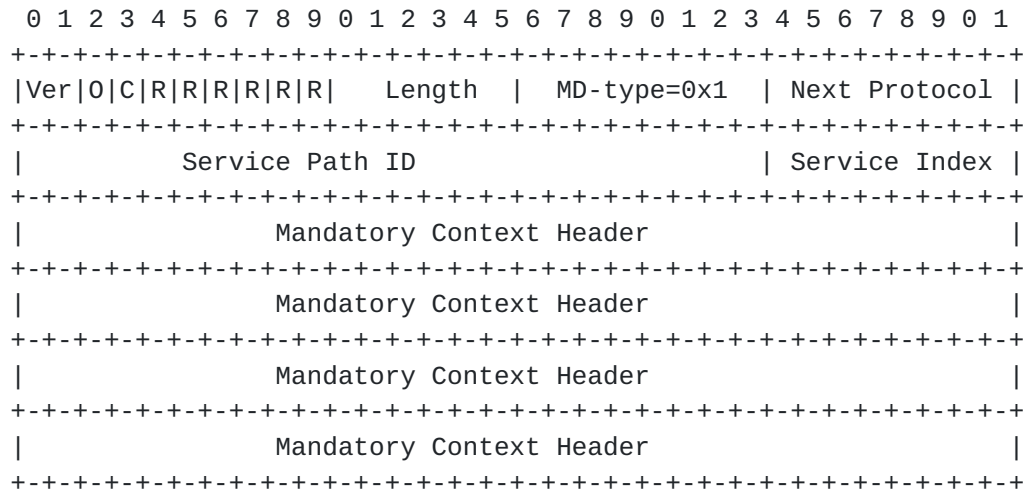 0 1 2 3 4 5 6 7 8 9 0 1 2 3 4 5 6 7 8 9 0 1 2 3 4 5 6 7 8 9 0 1
+-+-+-+-+-+-+-+-+-+-+-+-+-+-+-+-+-+-+-+-+-+-+-+-+-+-+-+-+-+-+-+-+
|Ver|O|C|R|R|R|R|R|R|   Length  |  MD-type=0x1  | Next Protocol |
+-+-+-+-+-+-+-+-+-+-+-+-+-+-+-+-+-+-+-+-+-+-+-+-+-+-+-+-+-+-+-+-+
|          Service Path ID                      | Service Index |
+-+-+-+-+-+-+-+-+-+-+-+-+-+-+-+-+-+-+-+-+-+-+-+-+-+-+-+-+-+-+-+-+
|                Mandatory Context Header                       |
+-+-+-+-+-+-+-+-+-+-+-+-+-+-+-+-+-+-+-+-+-+-+-+-+-+-+-+-+-+-+-+-+
|                Mandatory Context Header                       |
+-+-+-+-+-+-+-+-+-+-+-+-+-+-+-+-+-+-+-+-+-+-+-+-+-+-+-+-+-+-+-+-+
|                Mandatory Context Header                       |
+-+-+-+-+-+-+-+-+-+-+-+-+-+-+-+-+-+-+-+-+-+-+-+-+-+-+-+-+-+-+-+-+
|                Mandatory Context Header                       |
+-+-+-+-+-+-+-+-+-+-+-+-+-+-+-+-+-+-+-+-+-+-+-+-+-+-+-+-+-+-+-+-+